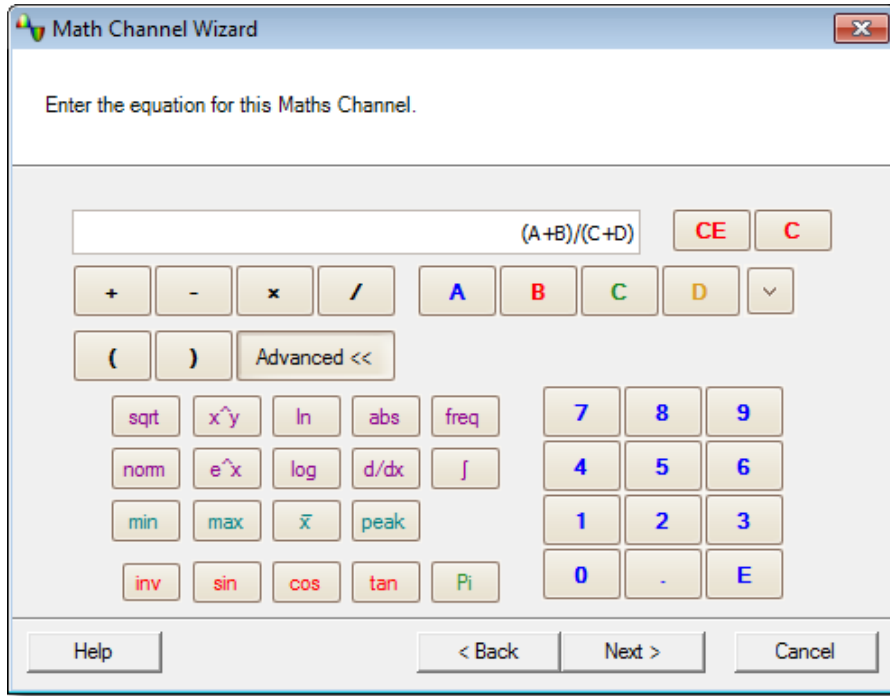 Math Channel Wizard
Enter the equation for this Maths Channel.
(A+B)/(C+D) CE C
+ - × / A B C D
( ) Advanced <<
sqrt x^y ln abs freq 7 8 9
norm e^x log d/dx ∫ 4 5 6
min max x̅ peak 1 2 3
inv sin cos tan Pi 0 . E
Help < Back Next > Cancel